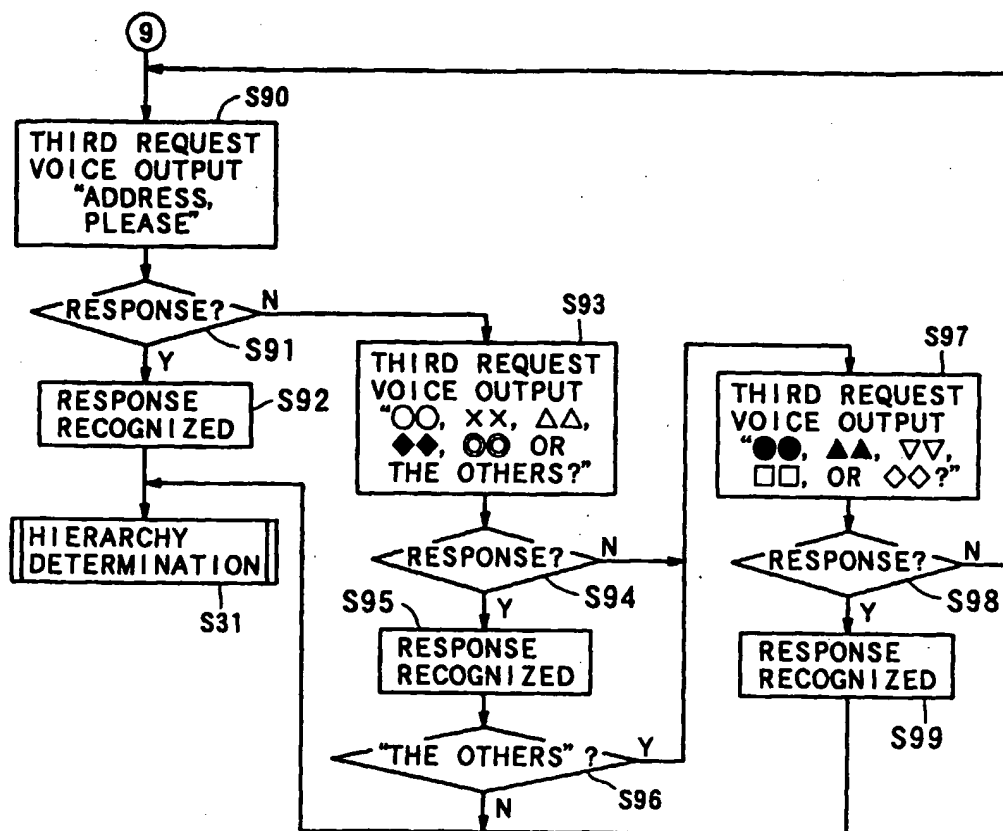 9
S90
THIRD REQUEST
VOICE OUTPUT
"ADDRESS,
PLEASE"
RESPONSE?
N
S91
Y
RESPONSE
RECOGNIZED
S92
HIERARCHY
DETERMINATION
S31
S93
THIRD REQUEST
VOICE OUTPUT
"○○, ××, △△,
◆◆, ◎◎ OR
THE OTHERS?"
RESPONSE?
N
S94
Y
S95
RESPONSE
RECOGNIZED
"THE OTHERS" ?
Y
S96
N
S97
THIRD REQUEST
VOICE OUTPUT
"●●, ▲▲, ▽▽,
□□, OR ◇◇?"
RESPONSE?
N
S98
Y
RESPONSE
RECOGNIZED
S99